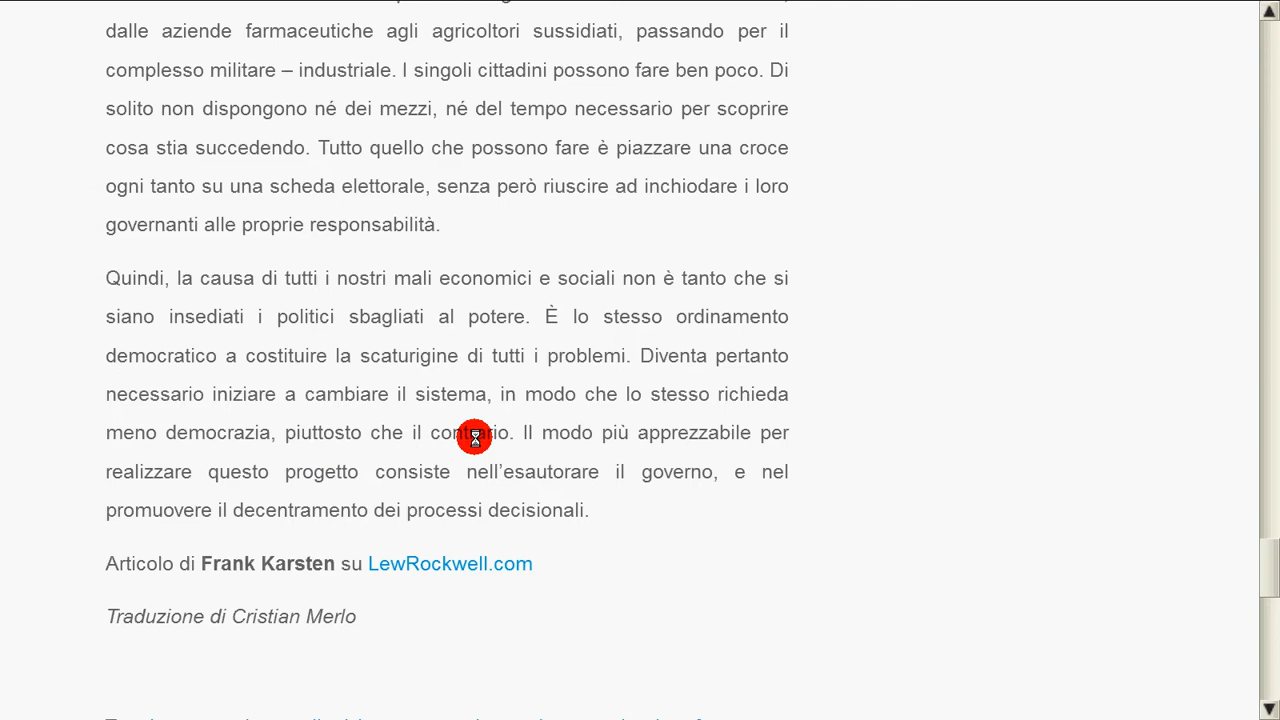 dalle aziende farmaceutiche agli agricoltori sussidiati, passando per il
complesso militare – industriale. I singoli cittadini possono fare ben poco. Di
solito non dispongono né dei mezzi, né del tempo necessario per scoprire
cosa stia succedendo. Tutto quello che possono fare è piazzare una croce
ogni tanto su una scheda elettorale, senza però riuscire ad inchiodare i loro
governanti alle proprie responsabilità.
Quindi, la causa di tutti i nostri mali economici e sociali non è tanto che si
siano insediati i politici sbagliati al potere. È lo stesso ordinamento
democratico a costituire la scaturigine di tutti i problemi. Diventa pertanto
necessario iniziare a cambiare il sistema, in modo che lo stesso richieda
meno democrazia, piuttosto che il contrario. Il modo più apprezzabile per
realizzare questo progetto consiste nell’esautorare il governo, e nel
promuovere il decentramento dei processi decisionali.
Articolo di Frank Karsten su LewRockwell.com
Traduzione di Cristian Merlo